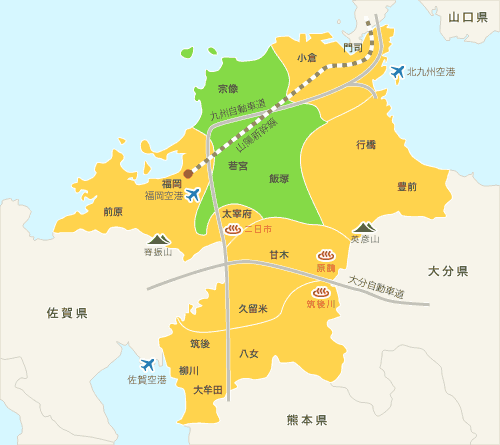 山口県
門司
小倉
北九州空港
宗像
九州自動車道
山陽新幹線
行橋
若宮
飯塚
福岡
福岡空港
豊前
前原
太宰府
二日市
脊振山
英彦山
甘木
原鶴
大分県
大分自動車道
筑後川
久留米
佐賀県
筑後
八女
柳川
佐賀空港
大牟田
熊本県